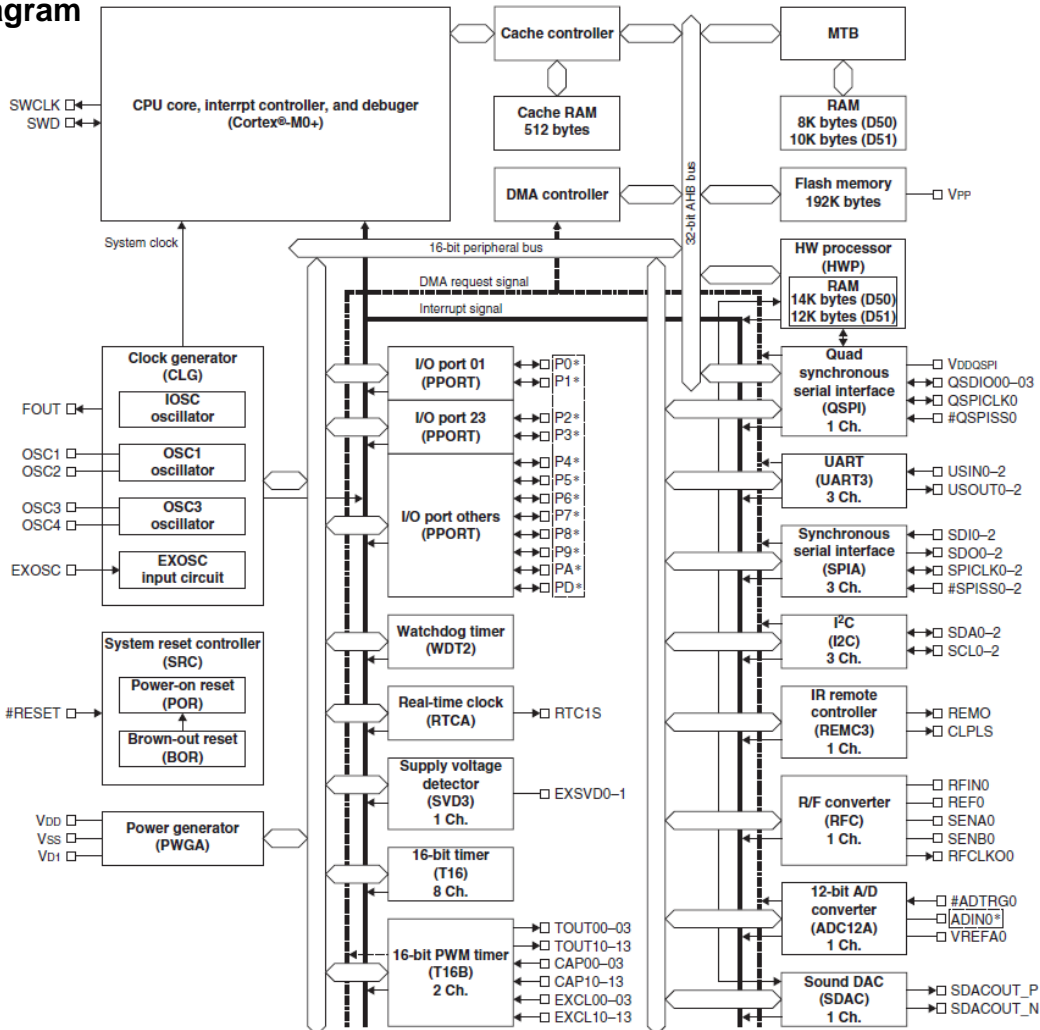 agram
Cache controller
MTB
CPU core, interrpt controller, and debuger
(Cortex®-M0+)
SWCLK
SWD
Cache RAM
512 bytes
RAM
8K bytes (D50)
10K bytes (D51)
32-bit AHB bus
DMA controller
Flash memory
192K bytes
VPP
System clock
16-bit peripheral bus
HW processor
(HWP)
RAM
14K bytes (D50)
12K bytes (D51)
DMA request signal
Interrupt signal
Clock generator
(CLG)
IOSC
oscillator
FOUT
OSC1
OSC2
OSC1
oscillator
OSC3
OSC4
OSC3
oscillator
EXOSC
EXOSC
input circuit
System reset controller
(SRC)
Power-on reset
(POR)
#RESET
Brown-out reset
(BOR)
VDD
VSS
VD1
Power generator
(PWGA)
I/O port 01
(PPORT)
P0*
P1*
I/O port 23
(PPORT)
P2*
P3*
I/O port others
(PPORT)
P4*
P5*
P6*
P7*
P8*
P9*
PA*
PD*
Watchdog timer
(WDT2)
Real-time clock
(RTCA)
RTC1S
Supply voltage
detector
(SVD3)
1 Ch.
EXSVD0–1
16-bit timer
(T16)
8 Ch.
16-bit PWM timer
(T16B)
2 Ch.
TOUT00–03
TOUT10–13
CAP00–03
CAP10–13
EXCL00–03
EXCL10–13
Quad
synchronous
serial interface
(QSPI)
1 Ch.
VDDQSPI
QSDIO00–03
QSPICLK0
#QSPISS0
UART
(UART3)
3 Ch.
USIN0–2
USOUT0–2
Synchronous
serial interface
(SPIA)
3 Ch.
SDI0–2
SDO0–2
SPICLK0–2
#SPISS0–2
I²C
(I2C)
3 Ch.
SDA0–2
SCL0–2
IR remote
controller
(REMC3)
1 Ch.
REMO
CLPLS
R/F converter
(RFC)
1 Ch.
RFIN0
REF0
SENA0
SENB0
RFCLKO0
12-bit A/D
converter
(ADC12A)
1 Ch.
#ADTRG0
ADIN0*
VREFA0
Sound DAC
(SDAC)
1 Ch.
SDACOUT_P
SDACOUT_N